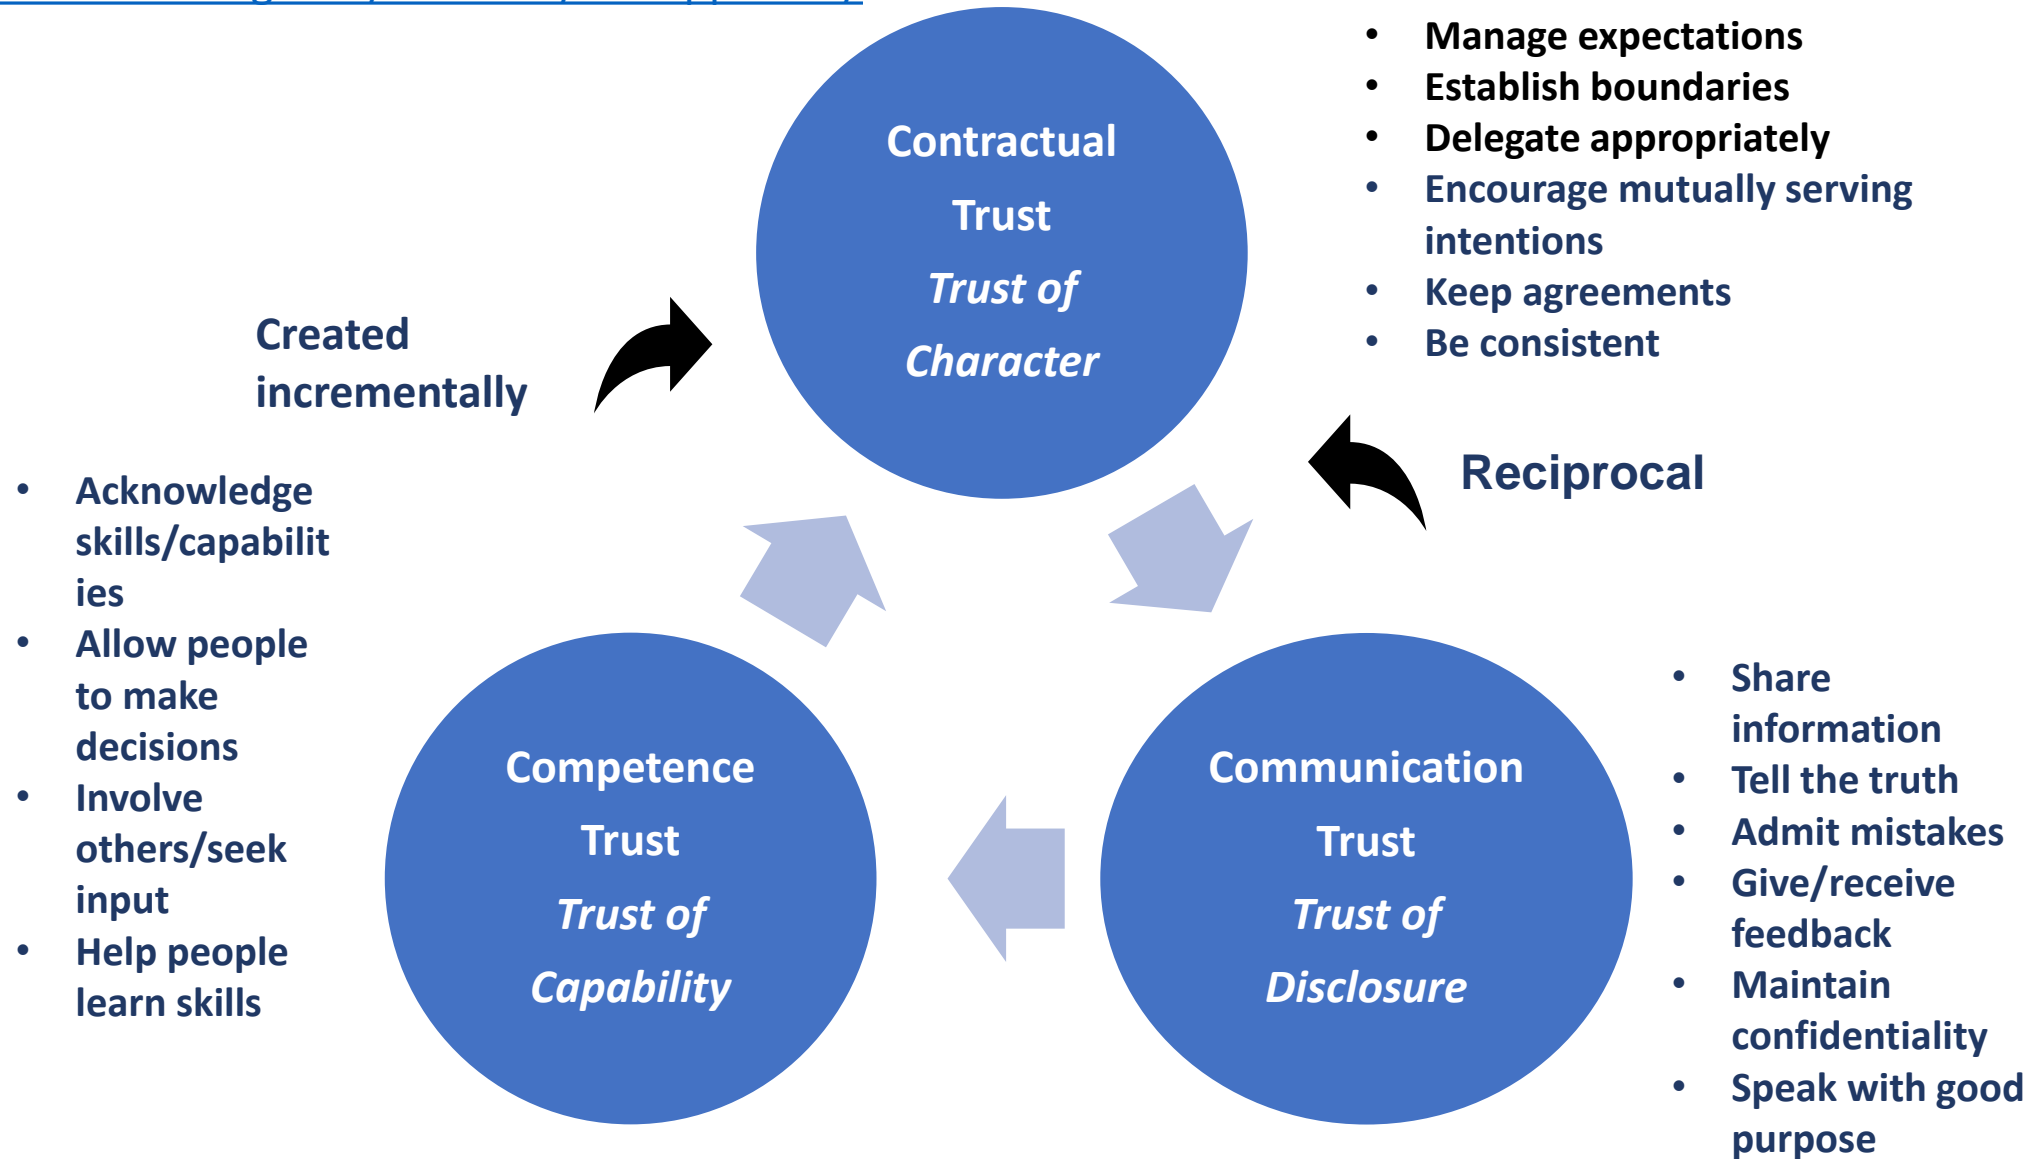 Contractual
Trust
Trust of
Character
• Manage expectations
• Establish boundaries
• Delegate appropriately
• Encourage mutually serving
intentions
• Keep agreements
• Be consistent
Created
incrementally
Reciprocal
• Acknowledge
skills/capabilit
ies
• Allow people
to make
decisions
• Involve
others/seek
input
• Help people
learn skills
Competence
Trust
Trust of
Capability
Communication
Trust
Trust of
Disclosure
• Share
information
• Tell the truth
• Admit mistakes
• Give/receive
feedback
• Maintain
confidentiality
• Speak with good
purpose